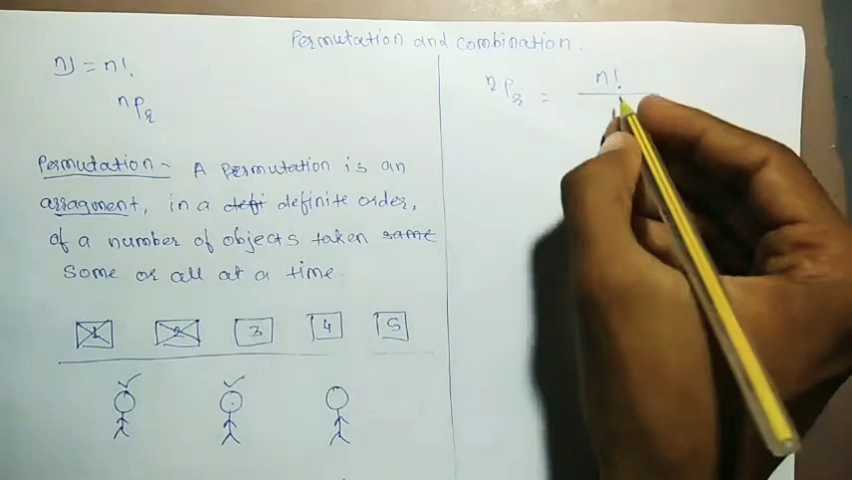 Permutation and Combination.
n⌋ = n!.
ⁿPᵣ
Permutation - A Permutation is an
arragment, in a defi definite order,
of a number of objects taken same
some or all at a time.
1 2 3 4 5
ⁿPᵣ = n!